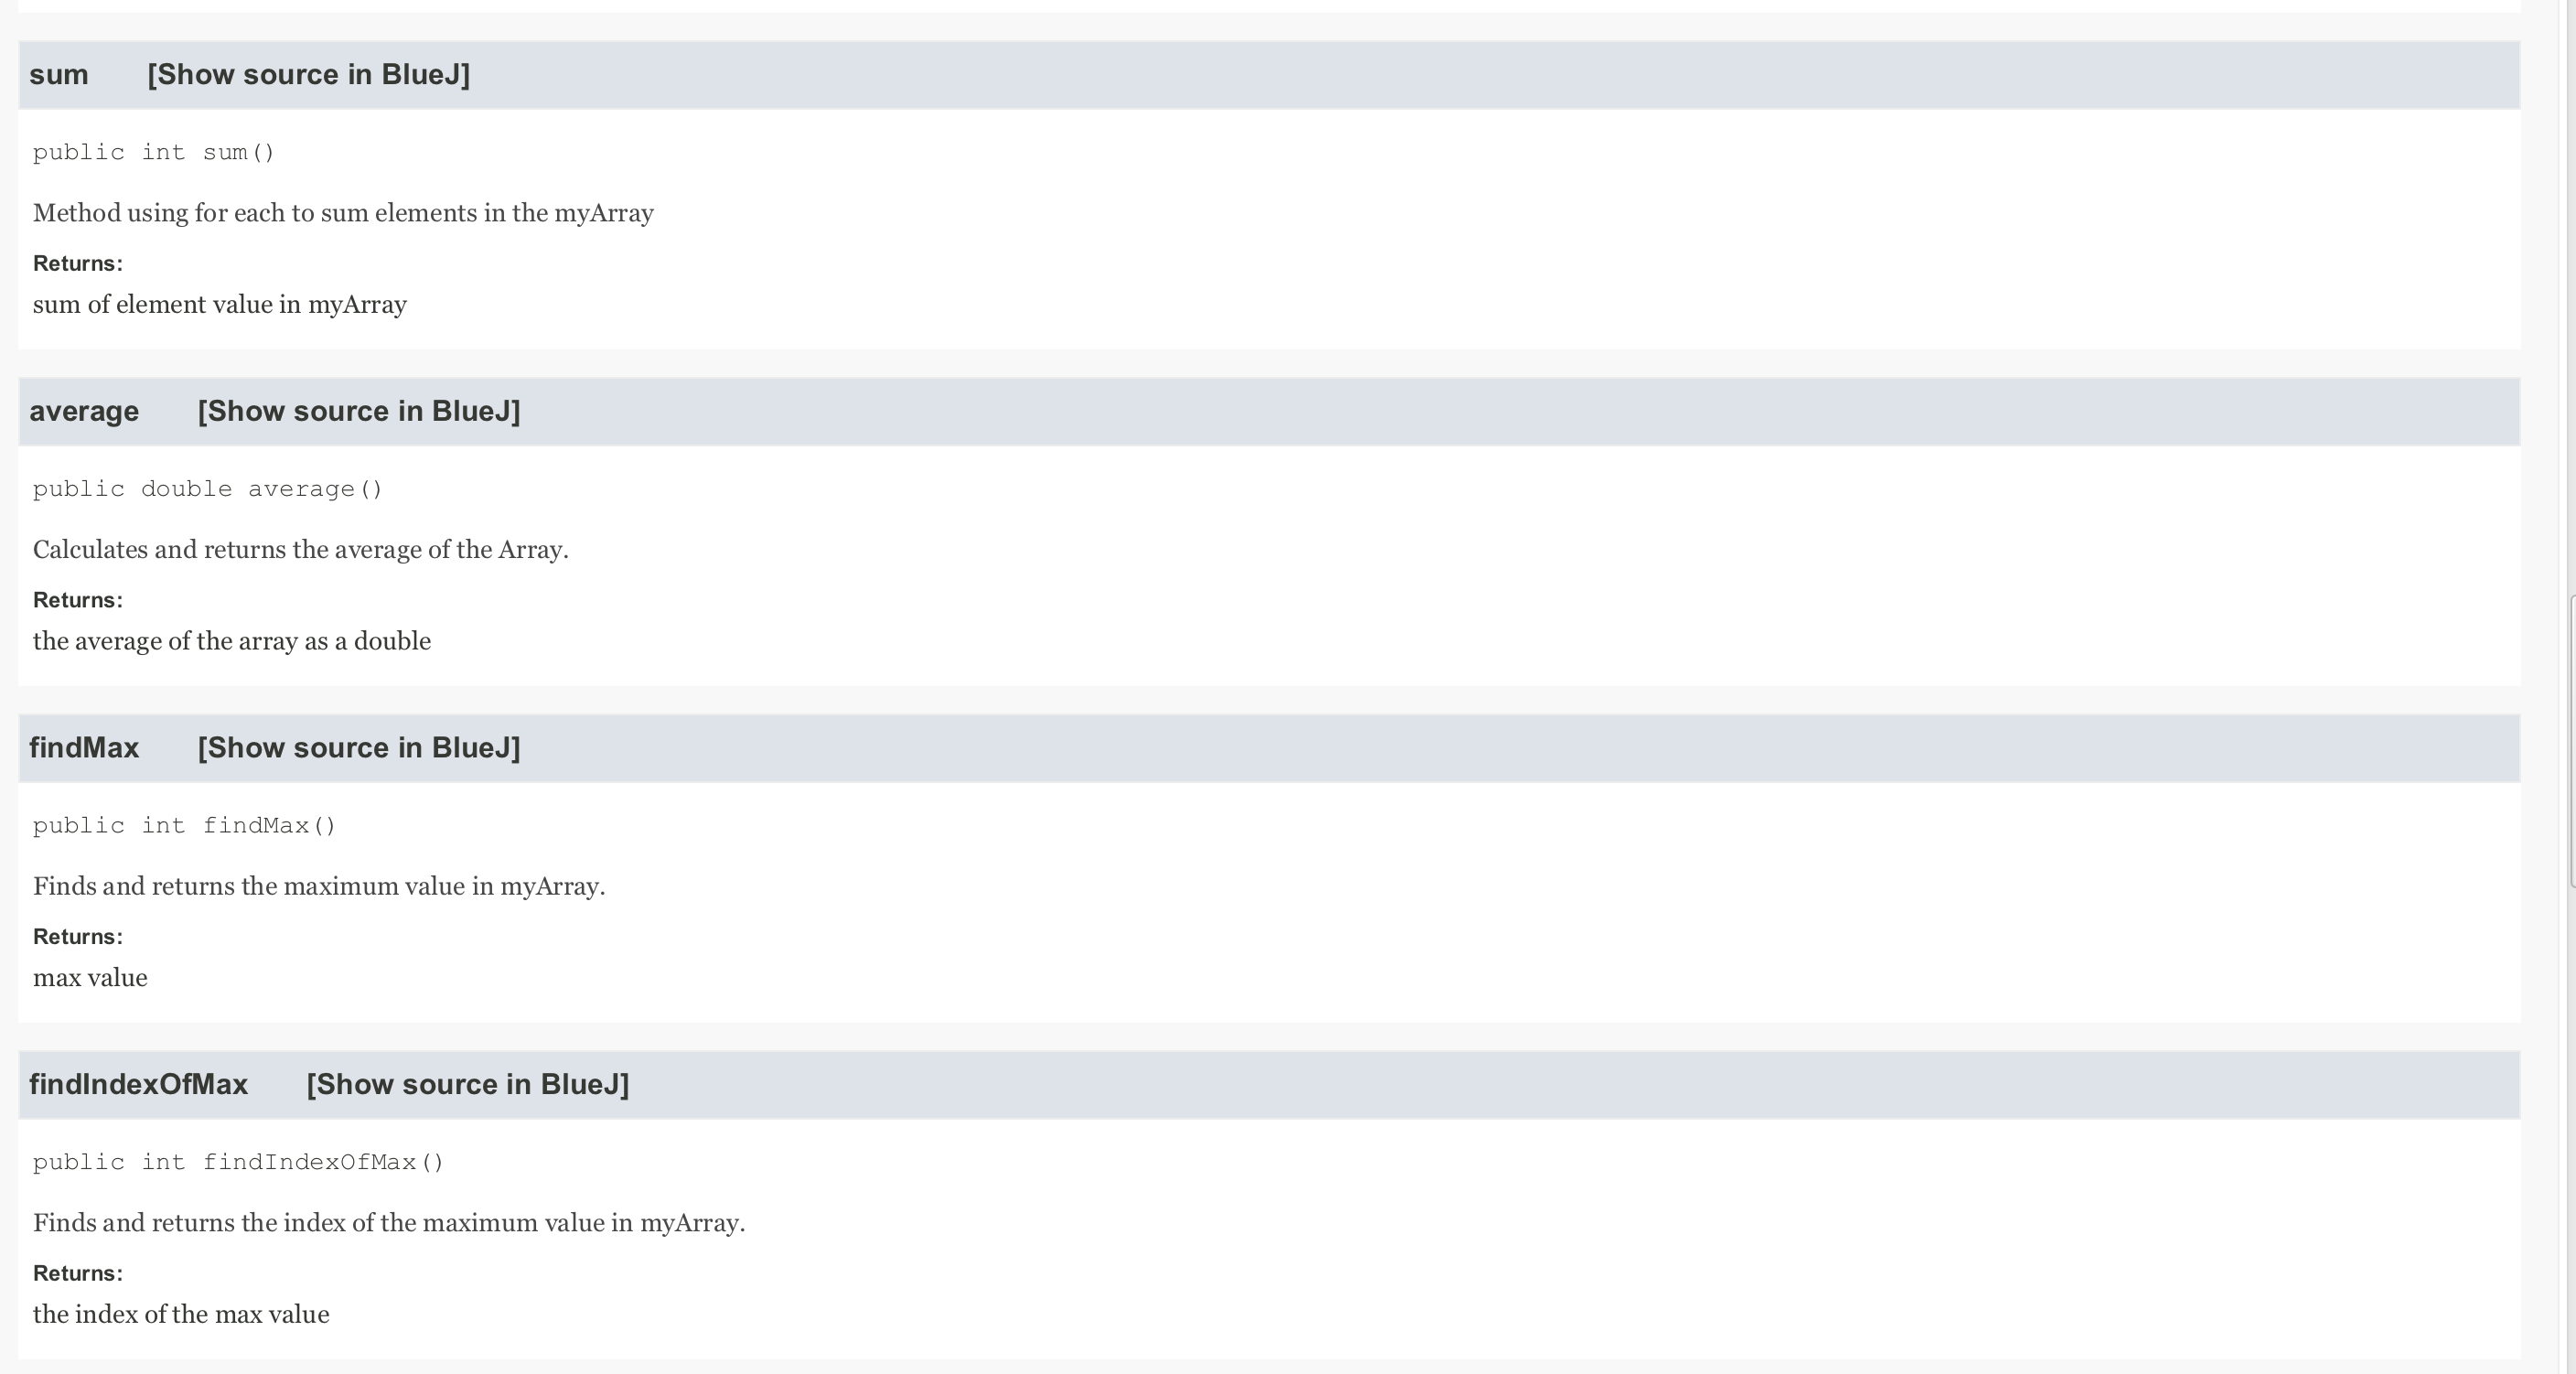 sum [Show source in BlueJ]
public int sum()
Method using for each to sum elements in the myArray
Returns:
sum of element value in myArray
average [Show source in BlueJ]
public double average()
Calculates and returns the average of the Array.
Returns:
the average of the array as a double
findMax [Show source in BlueJ]
public int findMax()
Finds and returns the maximum value in myArray.
Returns:
max value
findIndexOfMax [Show source in BlueJ]
public int findIndexOfMax()
Finds and returns the index of the maximum value in myArray.
Returns:
the index of the max value